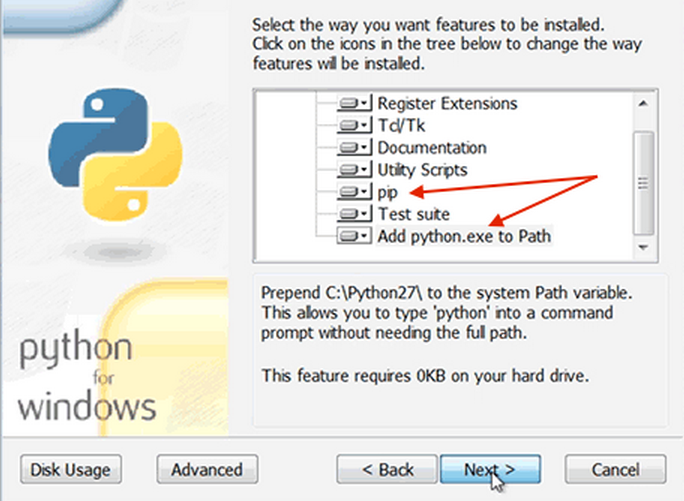 Select the way you want features to be installed.
Click on the icons in the tree below to change the way
features will be installed.
Register Extensions
Tcl/Tk
Documentation
Utility Scripts
pip
Test suite
Add python.exe to Path
Prepend C:\Python27\ to the system Path variable.
This allows you to type 'python' into a command
prompt without needing the full path.
This feature requires 0KB on your hard drive.
python
for
windows
Disk Usage
Advanced
< Back
Next >
Cancel